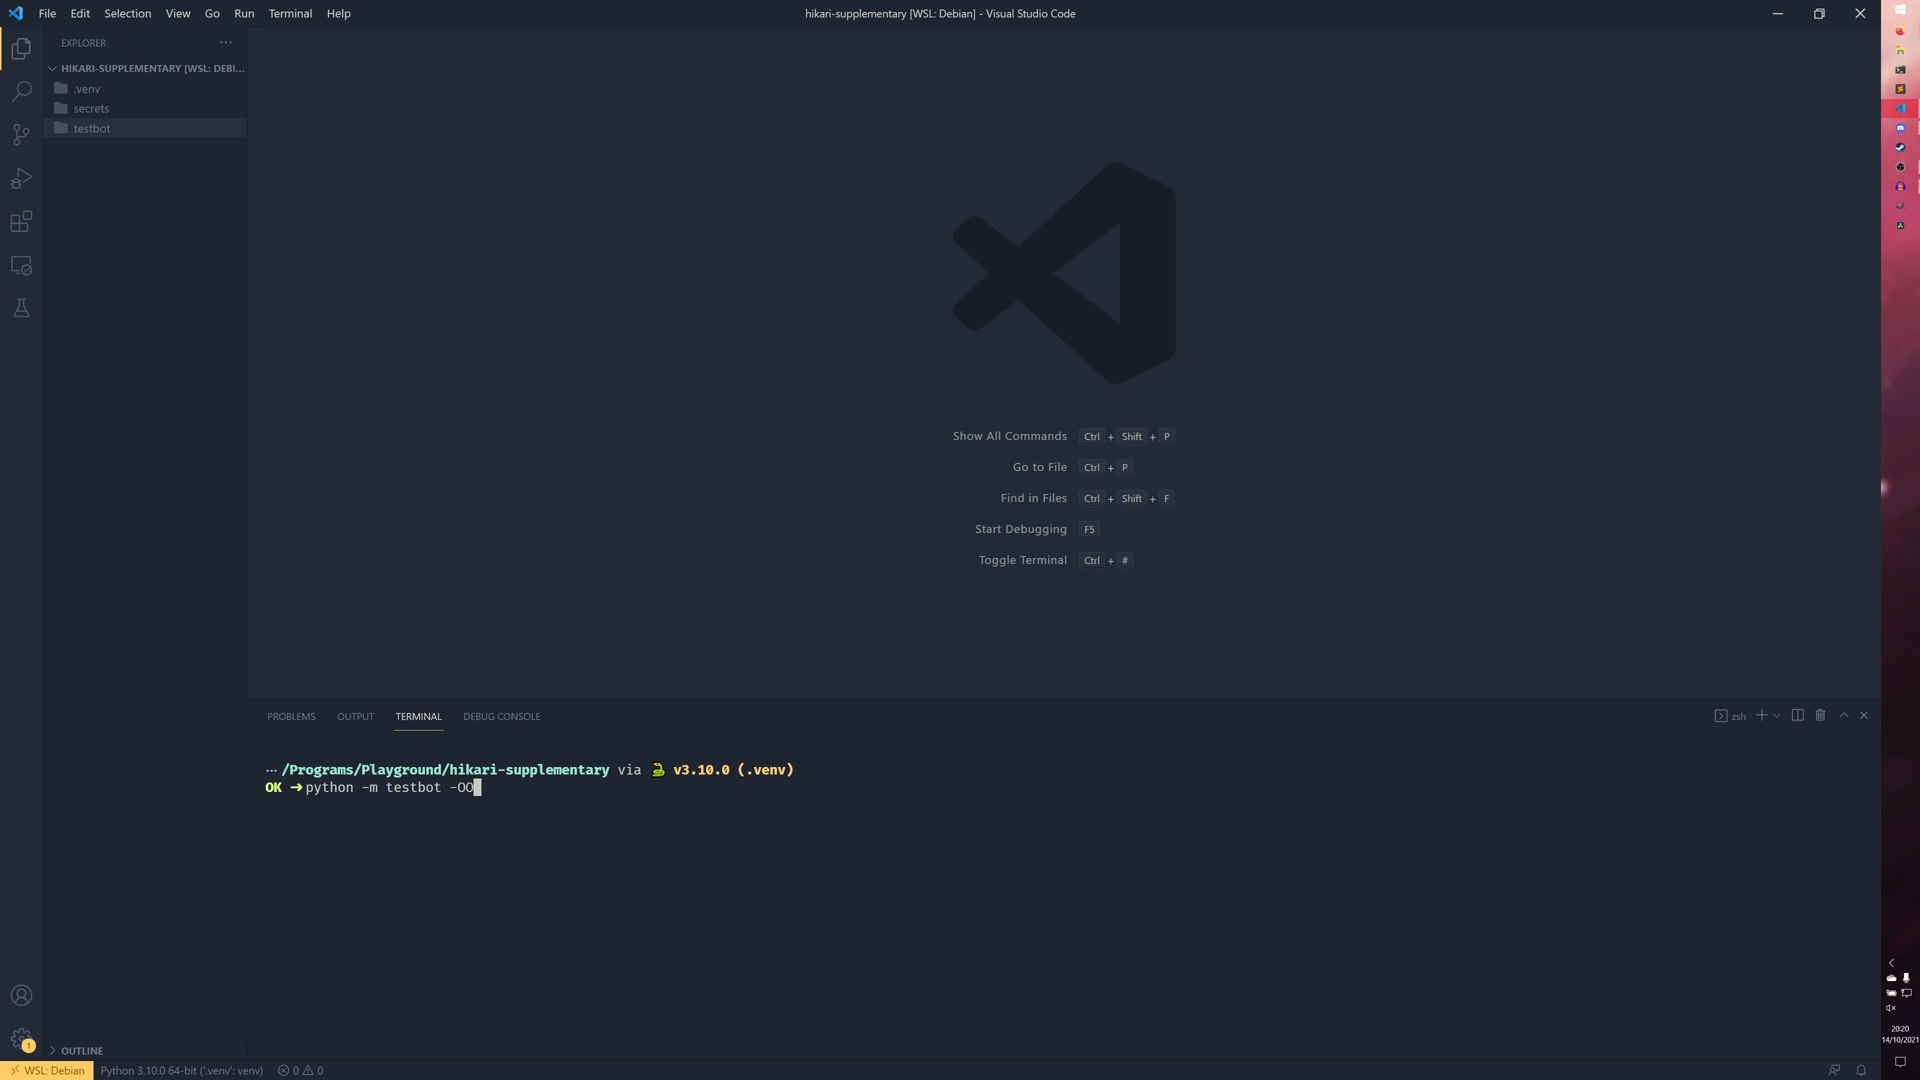 File Edit Selection View Go Run Terminal Help
hikari-supplementary [WSL: Debian] - Visual Studio Code
EXPLORER
HIKARI-SUPPLEMENTARY [WSL: DEBI...
.venv
secrets
testbot
Show All Commands Ctrl + Shift + P
Go to File Ctrl + P
Find in Files Ctrl + Shift + F
Start Debugging F5
Toggle Terminal Ctrl + #
PROBLEMS OUTPUT TERMINAL DEBUG CONSOLE
zsh
... /Programs/Playground/hikari-supplementary via v3.10.0 (.venv)
OK ➜ python -m testbot -OO
1
OUTLINE
WSL: Debian Python 3.10.0 64-bit ('.venv': venv) 0 0
20:20
14/10/2021